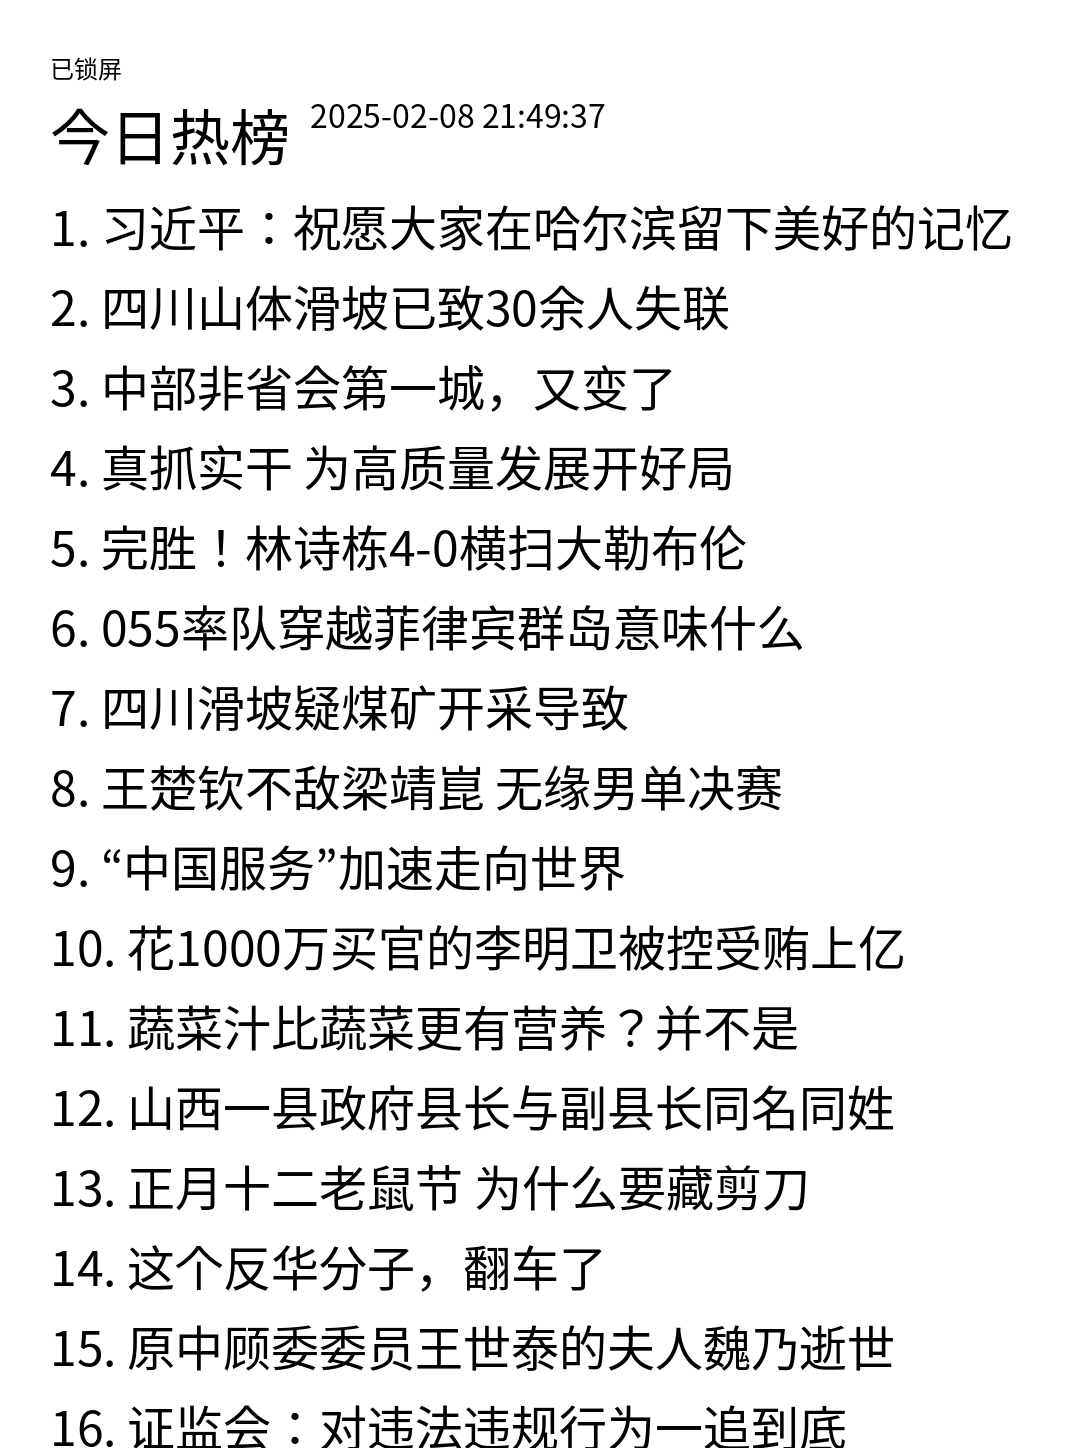 已锁屏
今日热榜 2025-02-08 21:49:37
1. 习近平：祝愿大家在哈尔滨留下美好的记忆
2. 四川山体滑坡已致30余人失联
3. 中部非省会第一城，又变了
4. 真抓实干 为高质量发展开好局
5. 完胜！林诗栋4-0横扫大勒布伦
6. 055率队穿越菲律宾群岛意味什么
7. 四川滑坡疑煤矿开采导致
8. 王楚钦不敌梁靖崑 无缘男单决赛
9. “中国服务”加速走向世界
10. 花1000万买官的李明卫被控受贿上亿
11. 蔬菜汁比蔬菜更有营养？并不是
12. 山西一县政府县长与副县长同名同姓
13. 正月十二老鼠节 为什么要藏剪刀
14. 这个反华分子，翻车了
15. 原中顾委委员王世泰的夫人魏乃逝世
16. 证监会：对违法违规行为一追到底